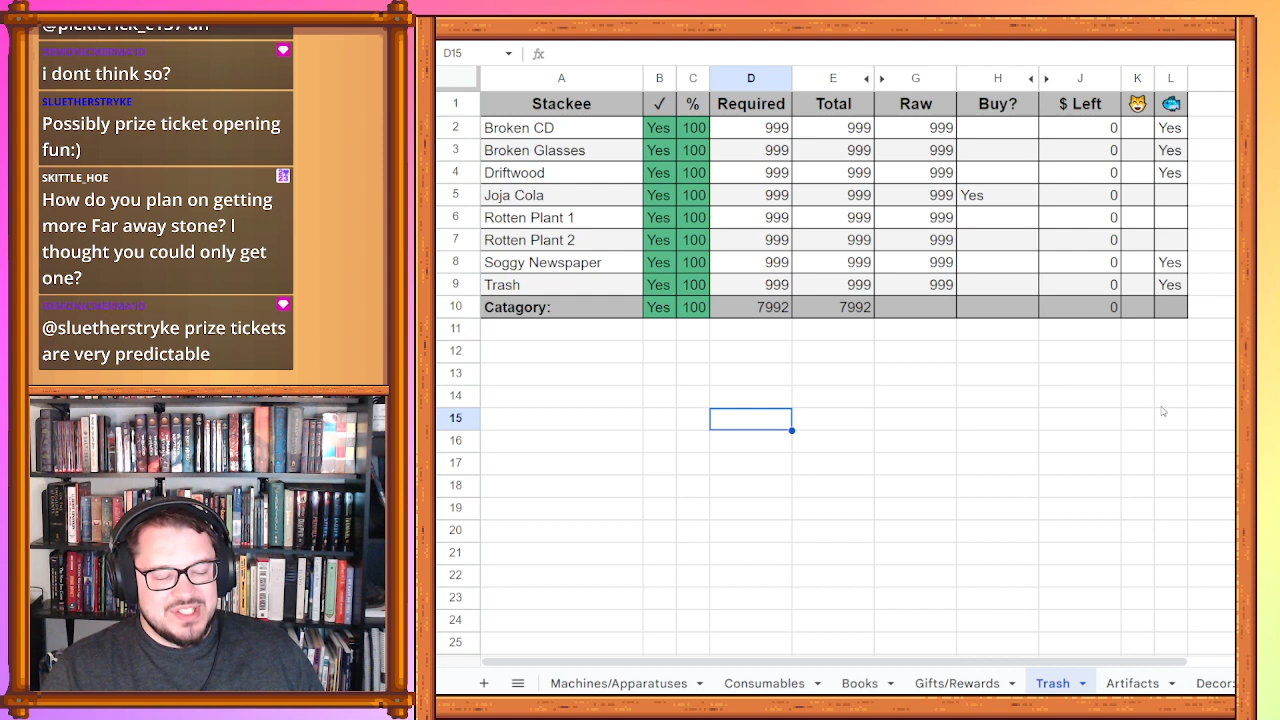 i dont think so?
SLUETHERSTRYKE
Possibly prize ticket opening
fun:)
SKITTLE_HOE
How do you plan on getting
more Far away stone? I
thought you could only get
one?
@sluetherstryke prize tickets
are very predictable
D15
fx
A B C D E G H J K L
1 Stackee ✓ % Required Total Raw Buy? $ Left 😺 🐟
2 Broken CD Yes 100 999 999 999 0 Yes
3 Broken Glasses Yes 100 999 999 999 0 Yes
4 Driftwood Yes 100 999 999 999 0 Yes
5 Joja Cola Yes 100 999 999 999 Yes 0
6 Rotten Plant 1 Yes 100 999 999 999 0
7 Rotten Plant 2 Yes 100 999 999 999 0
8 Soggy Newspaper Yes 100 999 999 999 0 Yes
9 Trash Yes 100 999 999 999 0 Yes
10 Catagory: Yes 100 7992 7992 0
11
12
13
14
15
16
17
18
19
20
21
22
23
24
25
Machines/Apparatuses Consumables Books Gifts/Rewards Trash Artifacts Decor